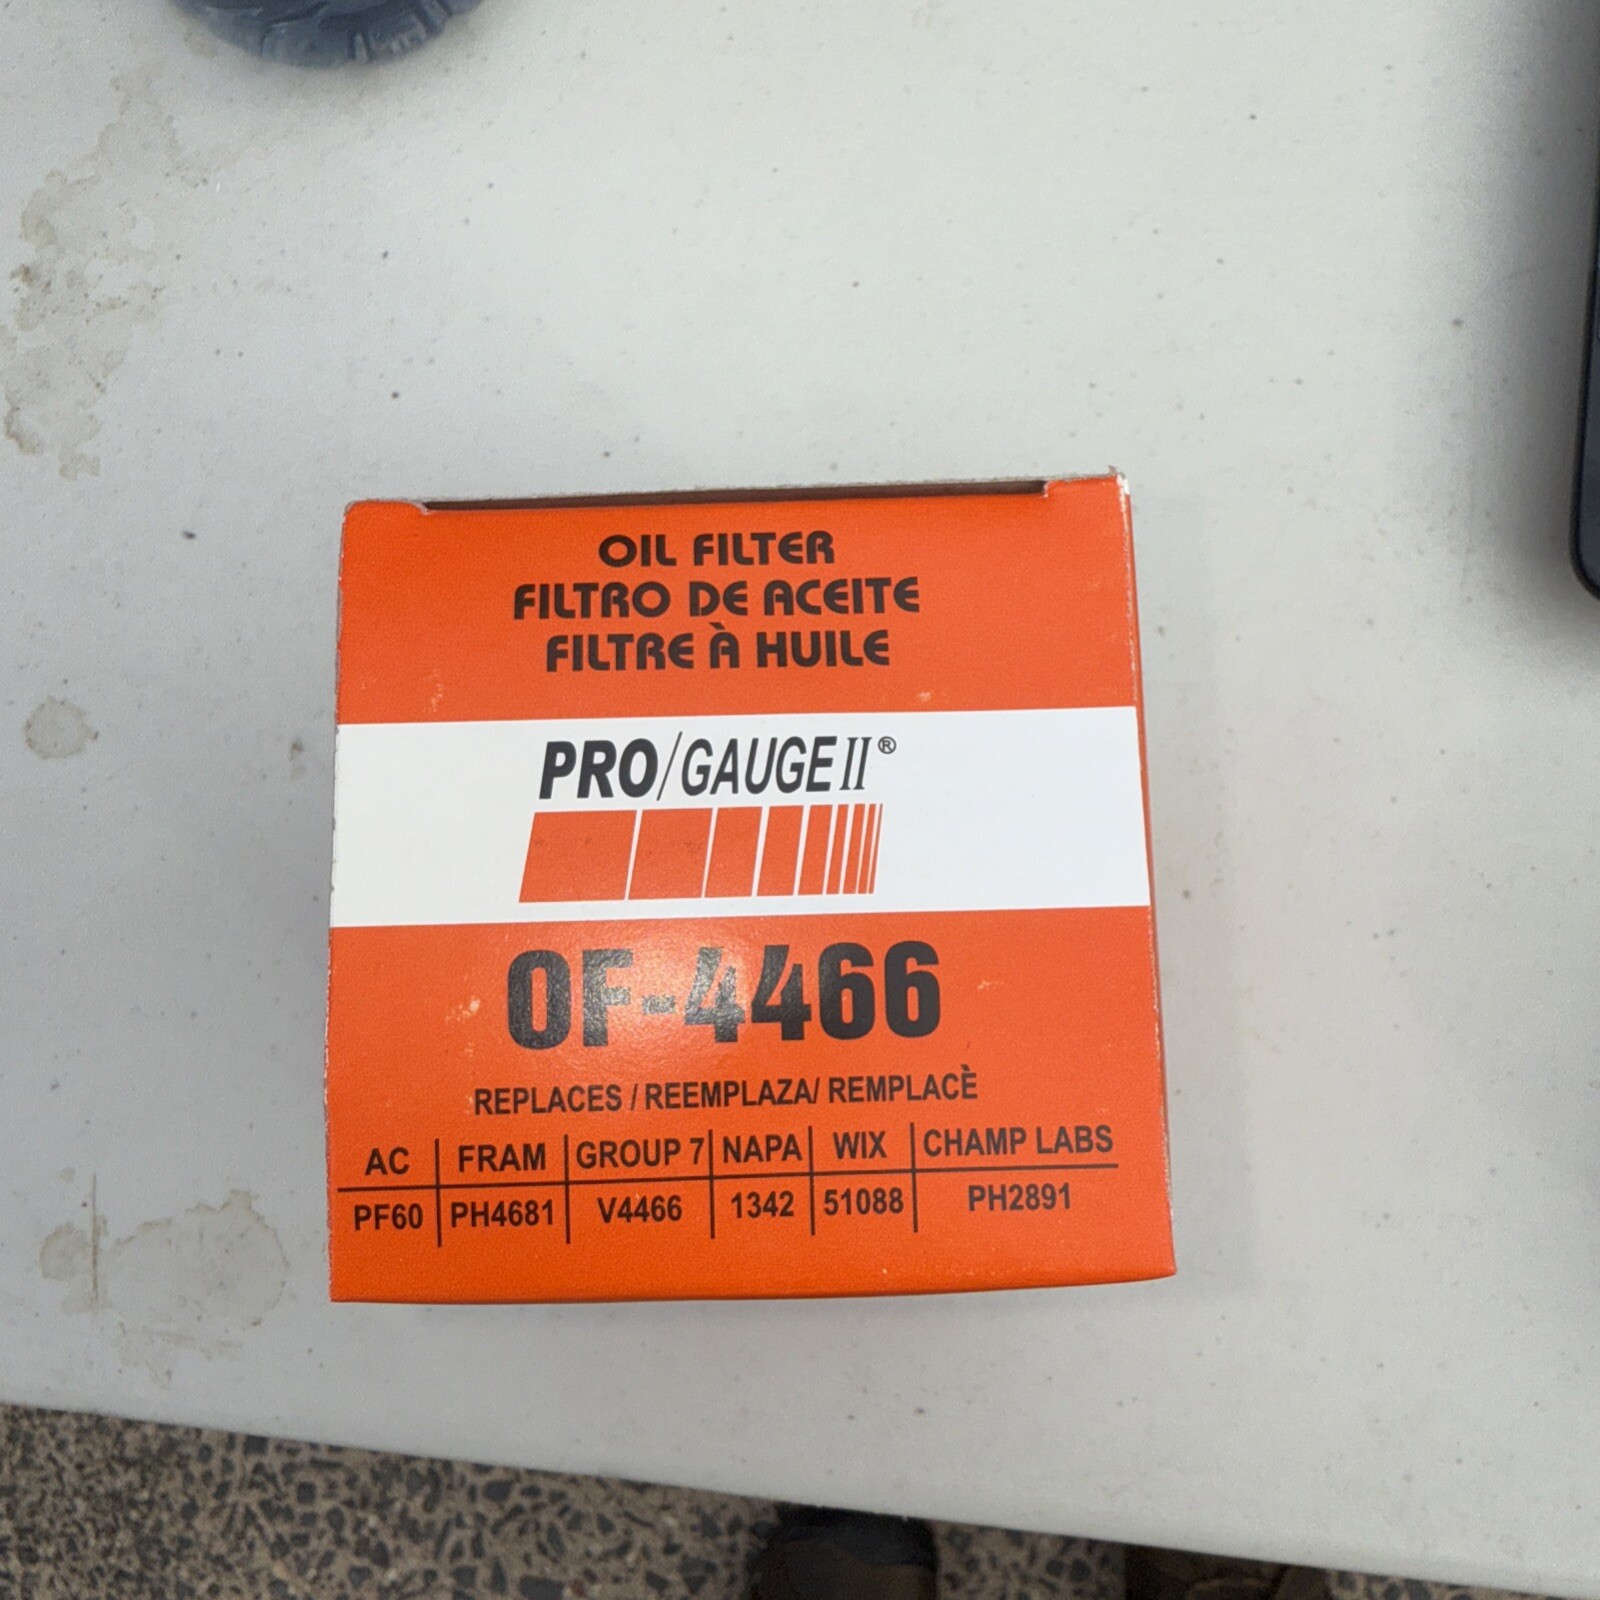 OIL FILTER
FILTRO DE ACEITE
FILTRE À HUILE
PRO/GAUGE II®
OF-4466
REPLACES / REEMPLAZA/ REMPLACÈ
AC FRAM GROUP 7 NAPA WIX CHAMP LABS
PF60 PH4681 V4466 1342 51088 PH2891